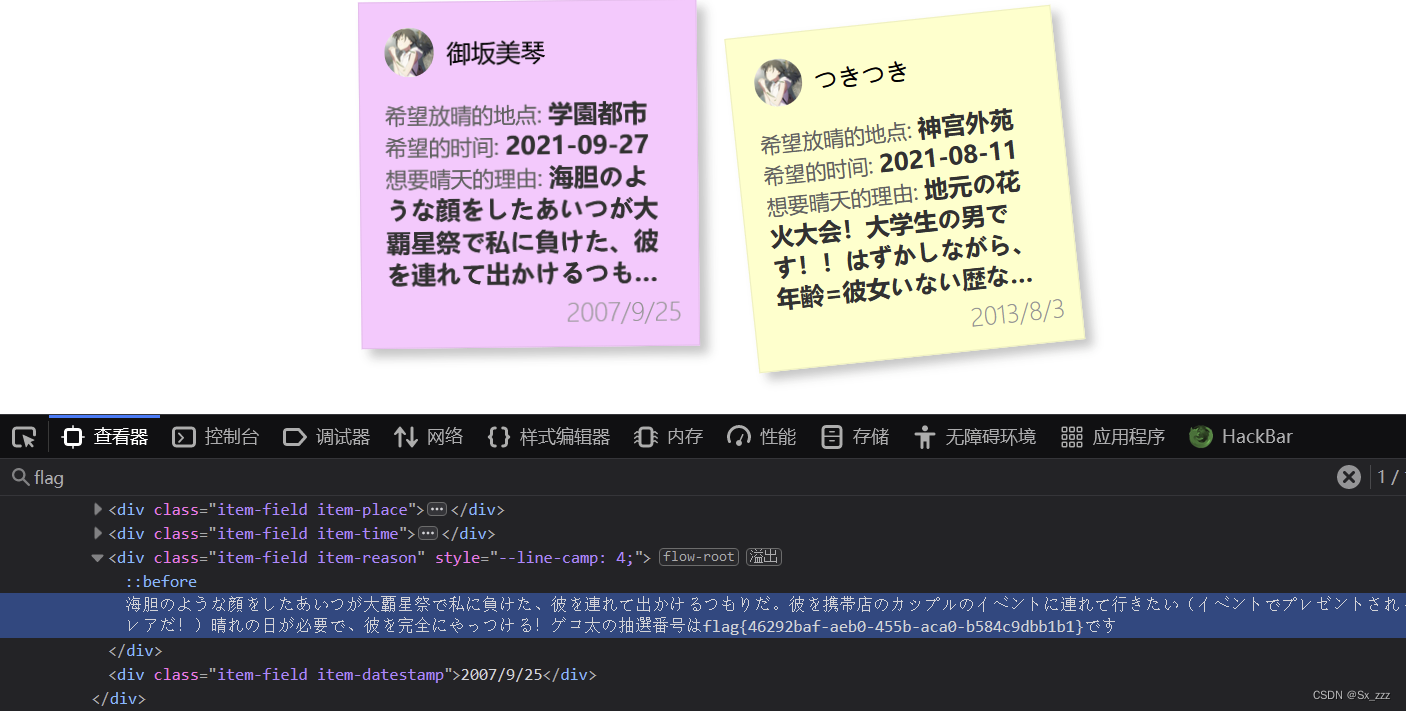 御坂美琴
希望放晴的地点: 学園都市
希望的时间: 2021-09-27
想要晴天的理由: 海胆のよ
うな顔をしたあいつが大
覇星祭で私に負けた、彼
を連れて出かけるつも...
2007/9/25
つきつき
希望放晴的地点: 神宫外苑
希望的时间: 2021-08-11
想要晴天的理由: 地元の花
火大会！大学生の男で
す！！はずかしながら、
年齢=彼女いない歴な...
2013/8/3
查看器 控制台 调试器 网络 样式编辑器 内存 性能 存储 无障碍环境 应用程序 HackBar
flag 1 /
<div class="item-field item-place">···</div>
<div class="item-field item-time">···</div>
<div class="item-field item-reason" style="--line-camp: 4;"> flow-root 溢出
::before
海胆のような顔をしたあいつが大覇星祭で私に負けた、彼を連れて出かけるつもりだ。彼を携帯店のカップルのイベントに連れて行きたい（イベントでプレゼントされ
レアだ！）晴れの日が必要で、彼を完全にやっつける！ゲコ太の抽選番号はflag{46292baf-aeb0-455b-aca0-b584c9dbb1b1}です
</div>
<div class="item-field item-datestamp">2007/9/25</div>
</div>
CSDN @Sx_zzz